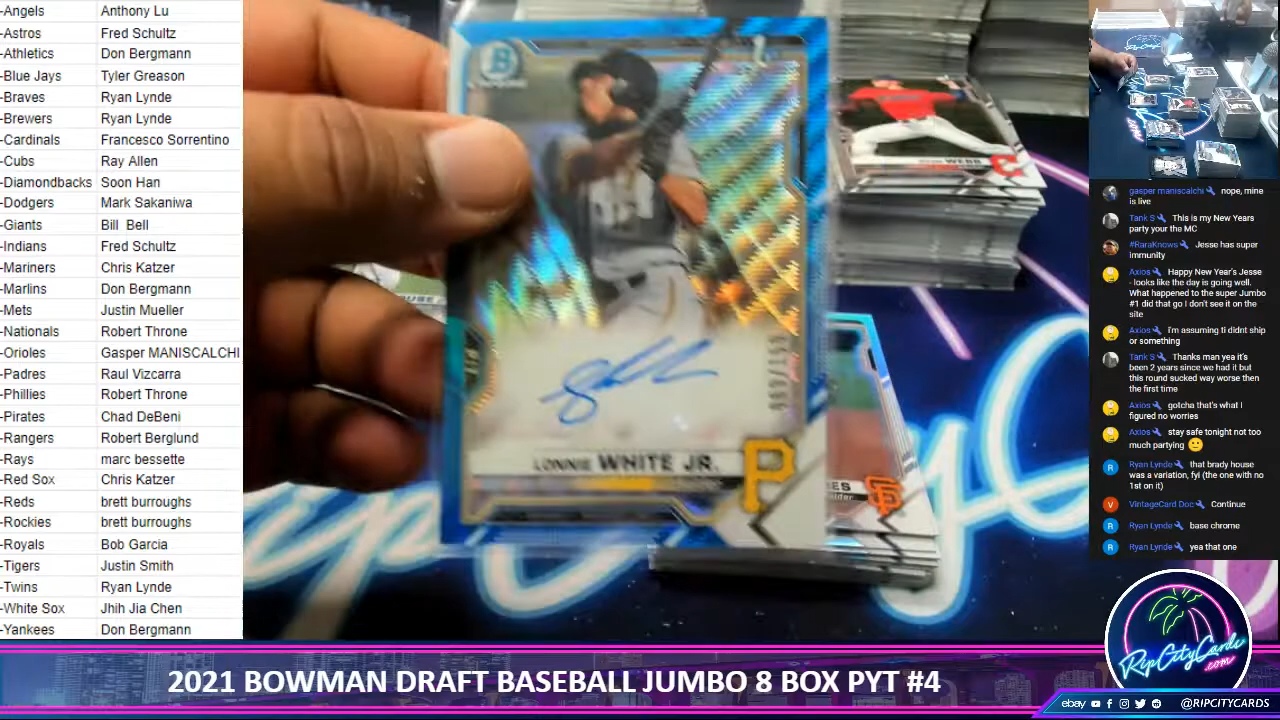 -Angels Anthony Lu
-Astros Fred Schultz
-Athletics Don Bergmann
-Blue Jays Tyler Greason
-Braves Ryan Lynde
-Brewers Ryan Lynde
-Cardinals Francesco Sorrentino
-Cubs Ray Allen
-Diamondbacks Soon Han
-Dodgers Mark Sakaniwa
-Giants Bill Bell
-Indians Fred Schultz
-Mariners Chris Katzer
-Marlins Don Bergmann
-Mets Justin Mueller
-Nationals Robert Throne
-Orioles Gasper MANISCALCHI
-Padres Raul Vizcarra
-Phillies Robert Throne
-Pirates Chad DeBeni
-Rangers Robert Berglund
-Rays marc bessette
-Red Sox Chris Katzer
-Reds brett burroughs
-Rockies brett burroughs
-Royals Bob Garcia
-Tigers Justin Smith
-Twins Ryan Lynde
-White Sox Jhih Jia Chen
-Yankees Don Bergmann
B
LONNIE WHITE JR.
P
WEBB
C
gasper maniscalchi nope, mine
is live
Tank S This is my New Years
party your the MC
#RaraKnows Jesse has super
immunity
Axios Happy New Year's Jesse
- looks like the day is going well.
What happened to the super Jumbo
#1 did that go I don't see it on the
site
Axios i'm assuming ti didnt ship
or something
Tank S Thanks man yea it's
been 2 years since we had it but
this round sucked way worse then
the first time
Axios gotcha that's what I
figured no worries
Axios stay safe tonight not too
much partying
Ryan Lynde that brady house
was a variation, fyi (the one with no
1st on it)
VintageCard Doc Continue
Ryan Lynde base chrome
Ryan Lynde yea that one
RipCityCards
.com
2021 BOWMAN DRAFT BASEBALL JUMBO 8 BOX PYT #4
ebay @RIPCITYCARDS